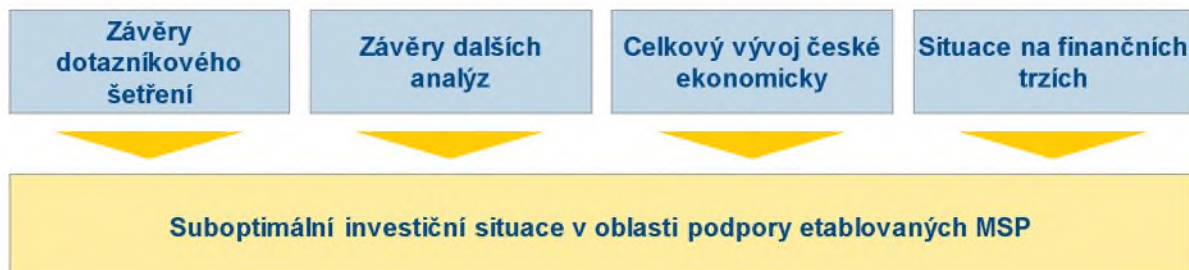 Závěry
dotazníkového
šetření
Závěry dalších
analýz
Celkový vývoj české
ekonomicky
Situace na finančních
trzích
Suboptimální investiční situace v oblasti podpory etablovaných MSP